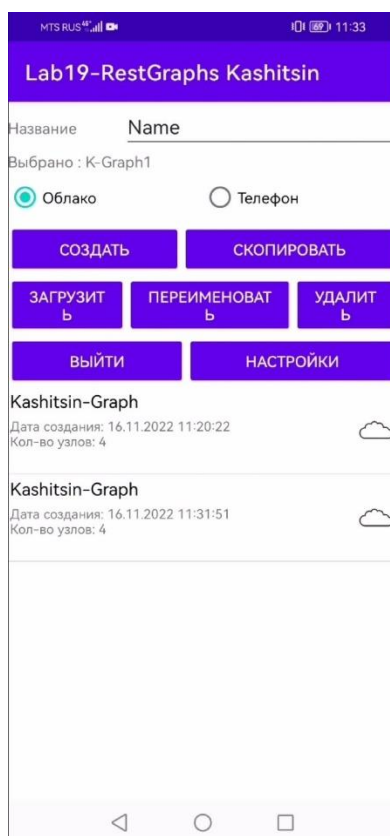 MTS RUS 69 11:33
Lab19-RestGraphs Kashitsin
Название Name
Выбрано : K-Graph1
Облако Телефон
СОЗДАТЬ СКОПИРОВАТЬ
ЗАГРУЗИТ ПЕРЕИМЕНОВАТ УДАЛИТ
Ь Ь Ь
ВЫЙТИ НАСТРОЙКИ
Kashitsin-Graph
Дата создания: 16.11.2022 11:20:22
Кол-во узлов: 4
Kashitsin-Graph
Дата создания: 16.11.2022 11:31:51
Кол-во узлов: 4